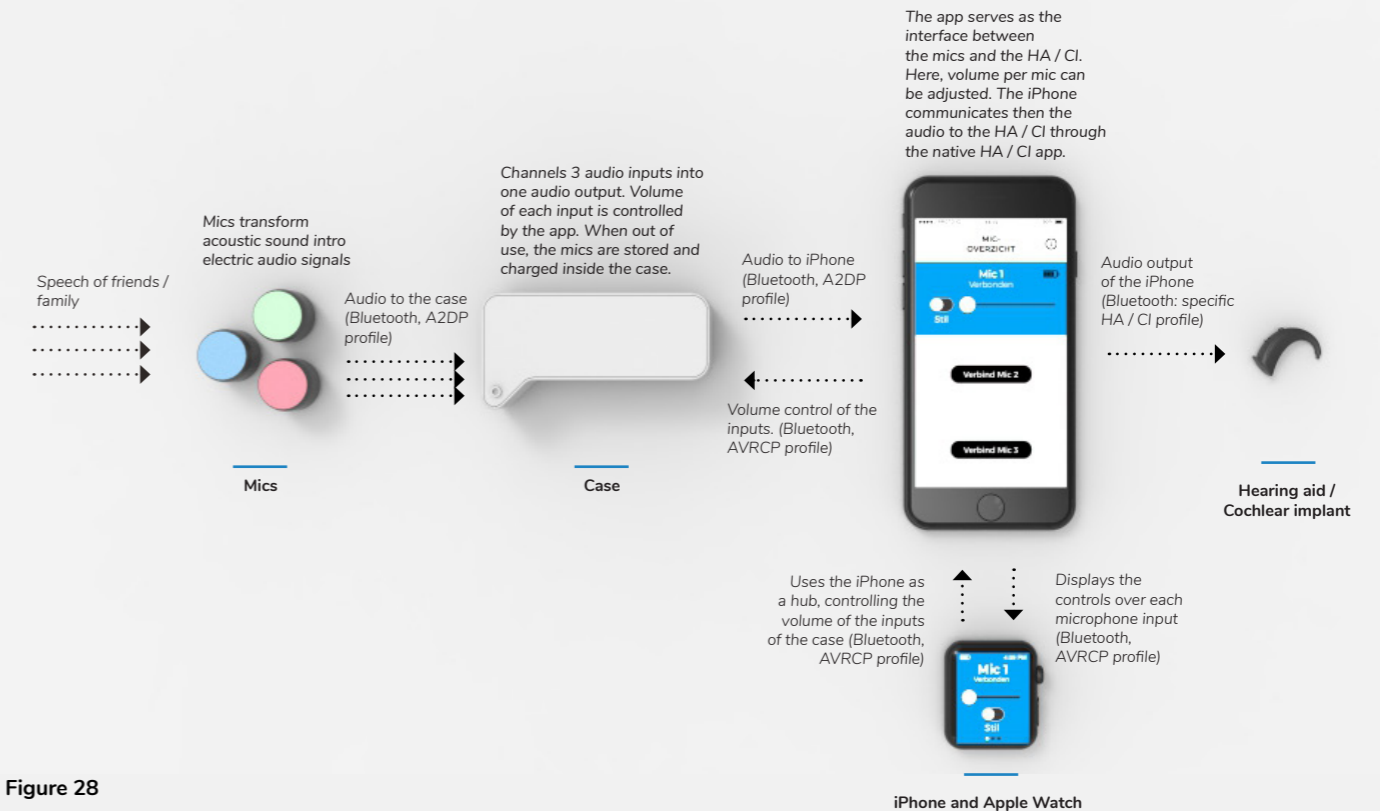 The app serves as the
interface between
the mics and the HA / CI.
Here, volume per mic can
be adjusted. The iPhone
communicates then the
audio to the HA / CI through
the native HA / CI app.
Channels 3 audio inputs into
one audio output. Volume
of each input is controlled
by the app. When out of
use, the mics are stored and
charged inside the case.
Mics transform
acoustic sound intro
electric audio signals
Speech of friends /
family
Audio to the case
(Bluetooth, A2DP
profile)
Audio to iPhone
(Bluetooth, A2DP
profile)
Volume control of the
inputs. (Bluetooth,
AVRCP profile)
MIC-
OVERZICHT
Mic 1
Verbonden
Stil
Verbind Mic 2
Verbind Mic 3
Audio output
of the iPhone
(Bluetooth: specific
HA / CI profile)
Mics
Case
Hearing aid /
Cochlear implant
Uses the iPhone as
a hub, controlling the
volume of the inputs
of the case (Bluetooth,
AVRCP profile)
Displays the
controls over each
microphone input
(Bluetooth,
AVRCP profile)
Mic 1
Verbonden
Stil
Figure 28
iPhone and Apple Watch